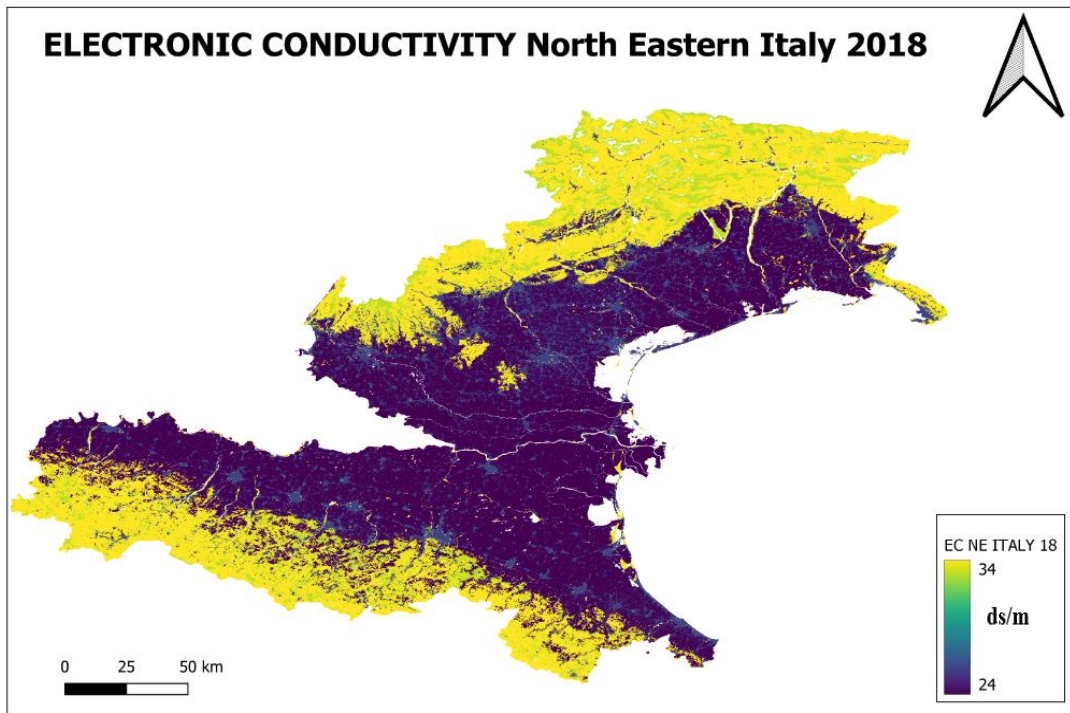 ELECTRONIC CONDUCTIVITY North Eastern Italy 2018
EC NE ITALY 18
34
ds/m
24
0 25 50 km